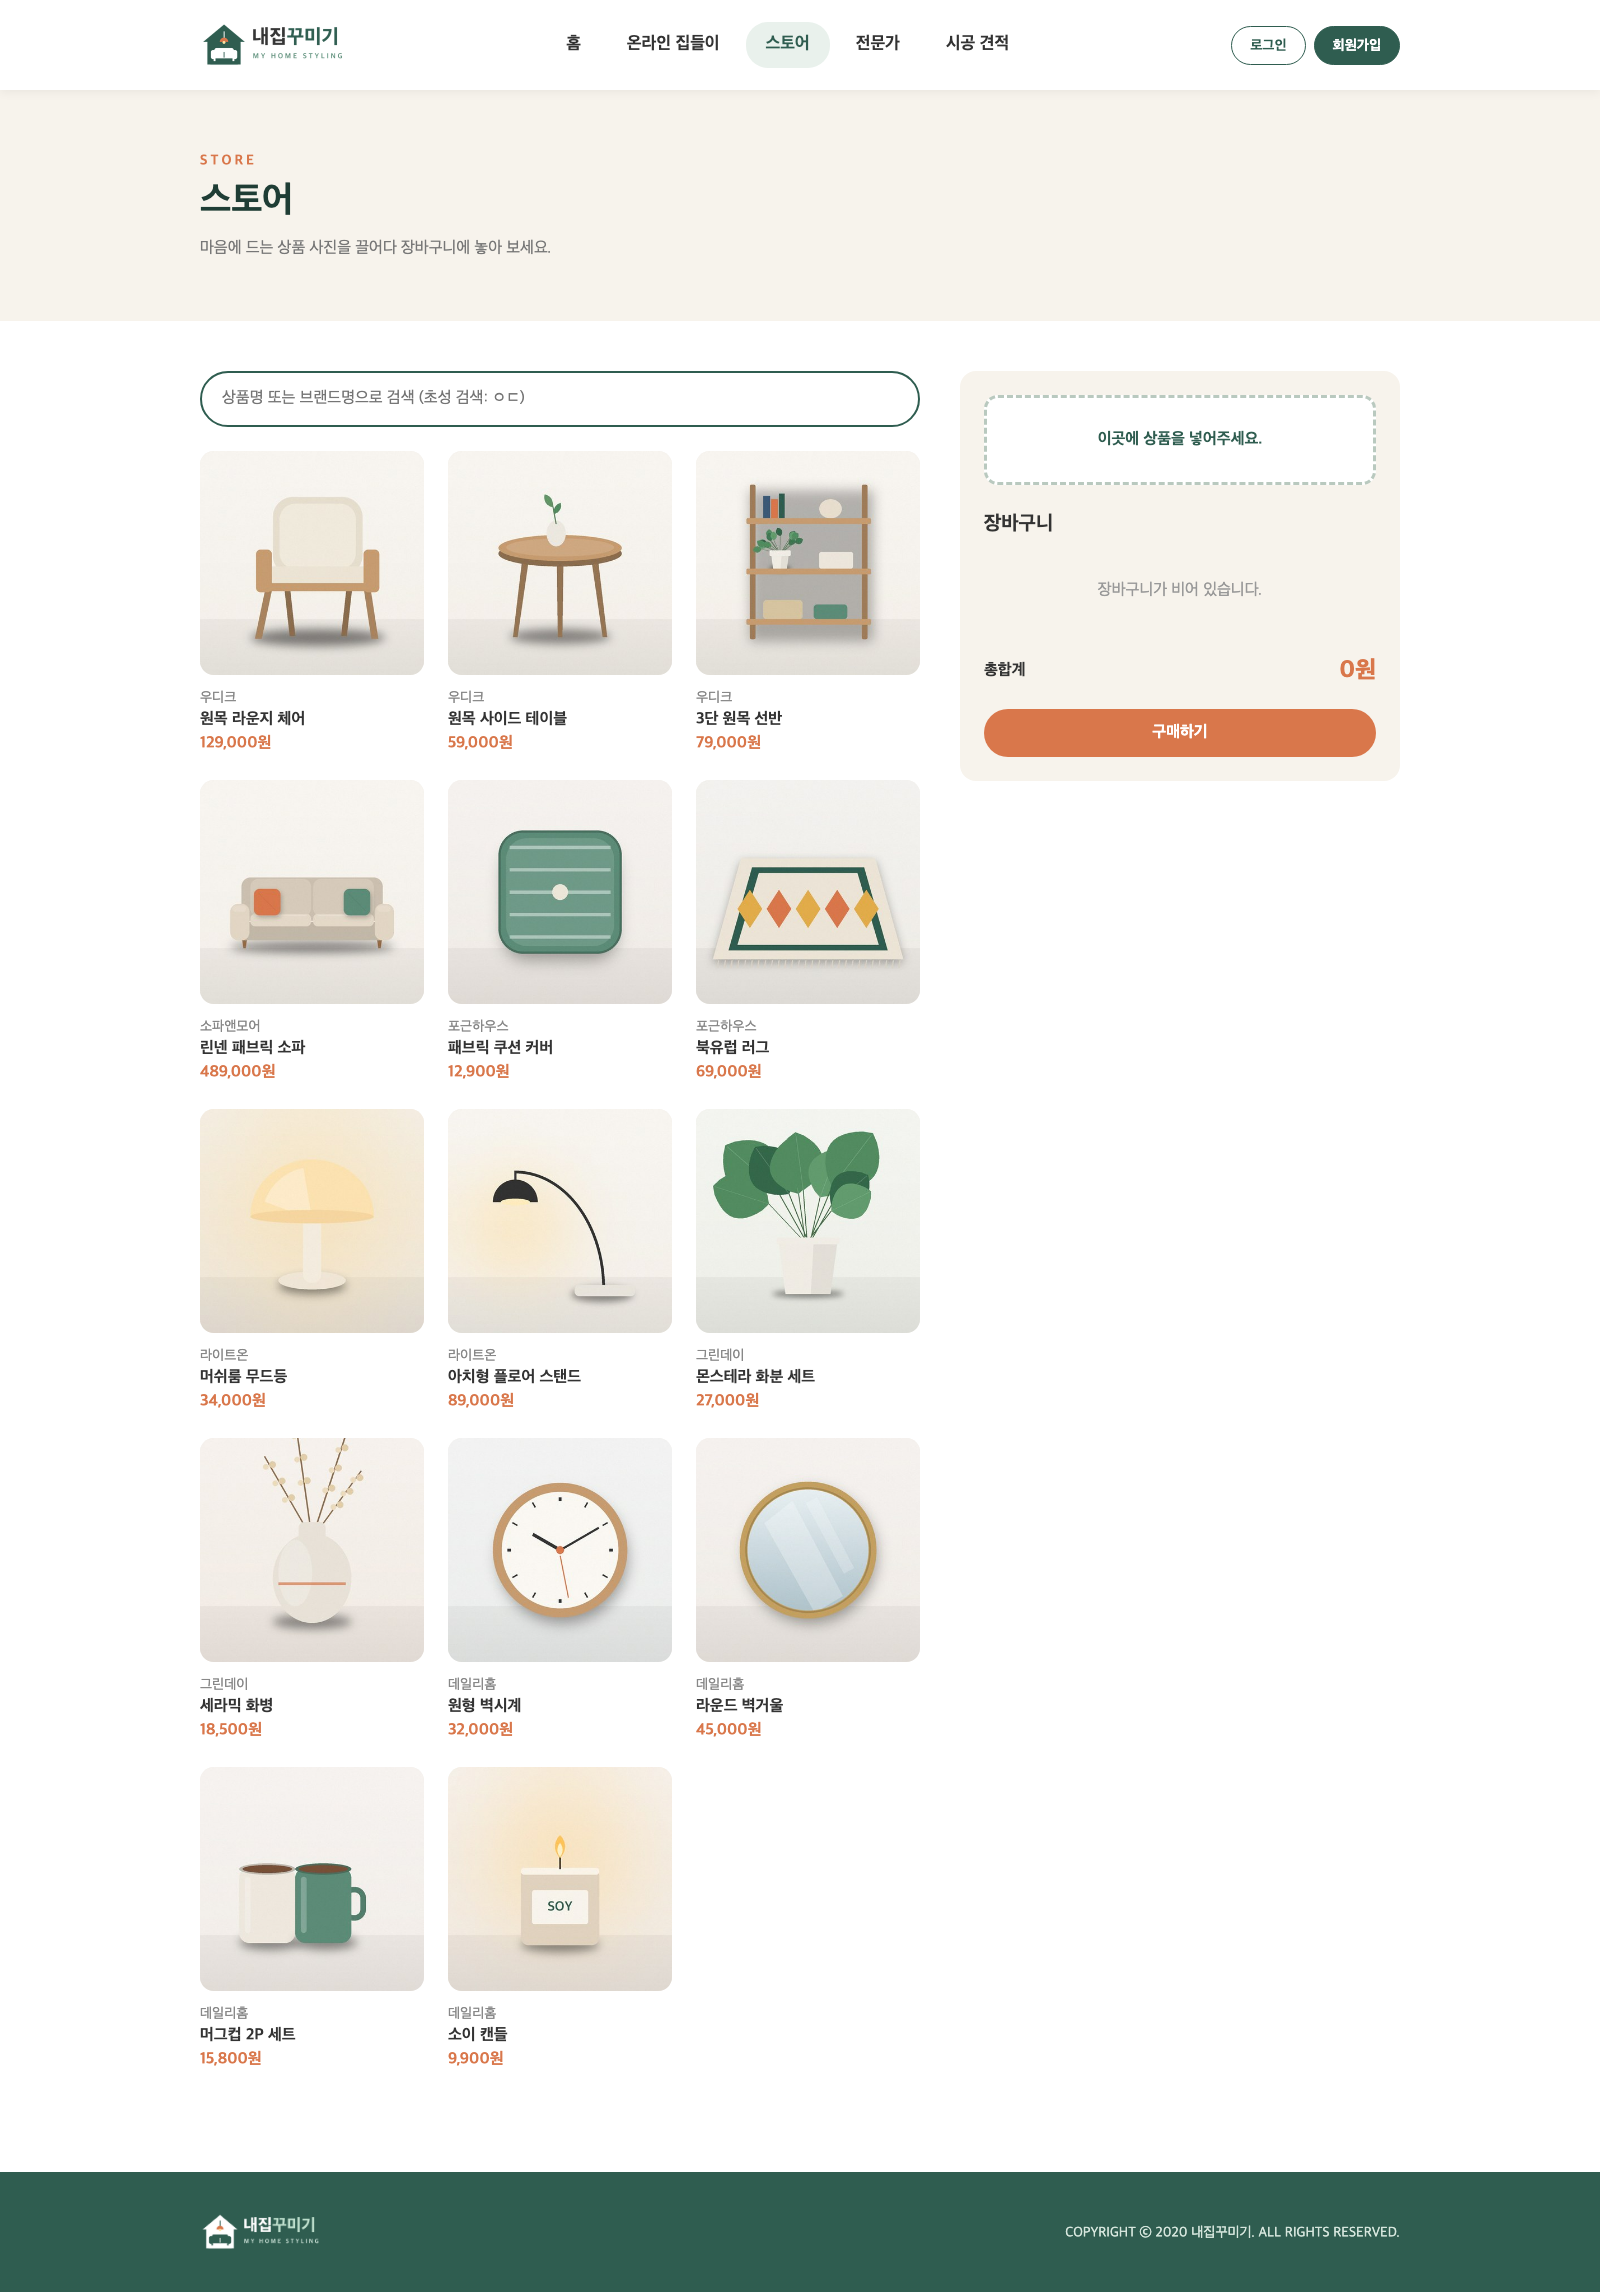 내집꾸미기
MY HOME STYLING
홈
온라인 집들이
스토어
전문가
시공 견적
로그인
회원가입
STORE
스토어
마음에 드는 상품 사진을 끌어다 장바구니에 놓아 보세요.
상품명 또는 브랜드명으로 검색 (초성 검색: ㅇㄷ)
우디크
원목 라운지 체어
129,000원
우디크
원목 사이드 테이블
59,000원
우디크
3단 원목 선반
79,000원
소파앤모어
린넨 패브릭 소파
489,000원
포근하우스
패브릭 쿠션 커버
12,900원
포근하우스
북유럽 러그
69,000원
라이트온
머쉬룸 무드등
34,000원
라이트온
아치형 플로어 스탠드
89,000원
그린데이
몬스테라 화분 세트
27,000원
그린데이
세라믹 화병
18,500원
데일리홈
원형 벽시계
32,000원
데일리홈
라운드 벽거울
45,000원
데일리홈
머그컵 2P 세트
15,800원
SOY
데일리홈
소이 캔들
9,900원
이곳에 상품을 넣어주세요.
장바구니
장바구니가 비어 있습니다.
총합계
0원
구매하기
내집꾸미기
MY HOME STYLING
COPYRIGHT © 2020 내집꾸미기. ALL RIGHTS RESERVED.